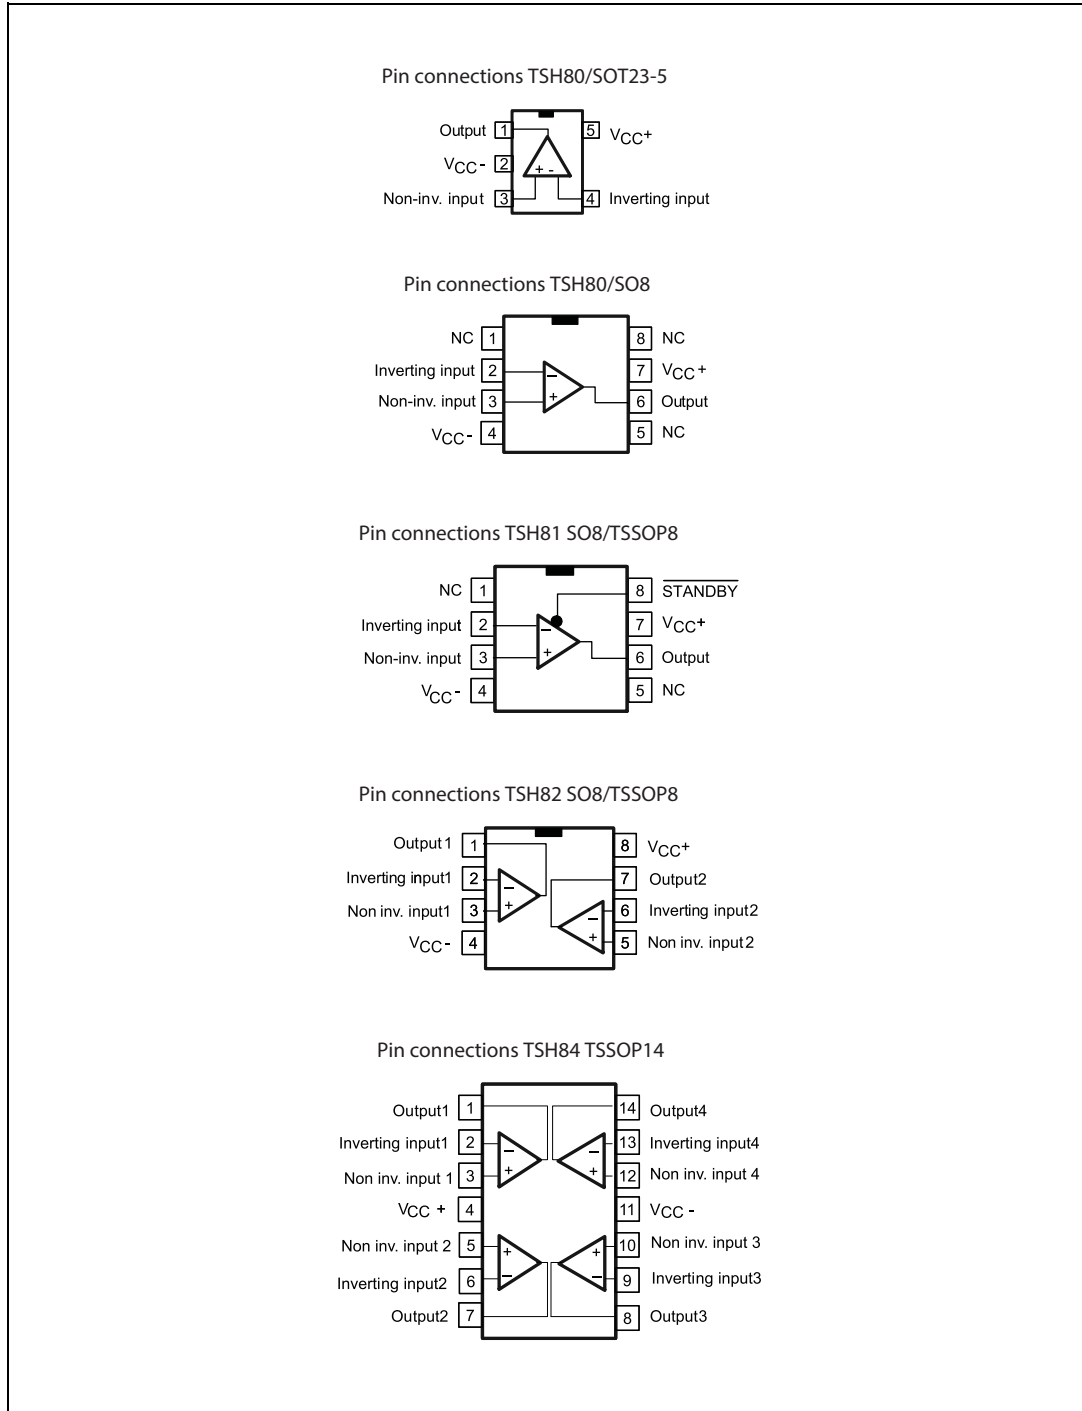 Pin connections TSH80/SOT23-5
Output 1 5 VCC+
VCC- 2
+ -
Non-inv. input 3 4 Inverting input
Pin connections TSH80/SO8
NC 1 8 NC
Inverting input 2 − 7 VCC+
Non-inv. input 3 + 6 Output
VCC- 4 5 NC
Pin connections TSH81 SO8/TSSOP8
NC 1 8 STANDBY
Inverting input 2 − 7 VCC+
Non-inv. input 3 + 6 Output
VCC- 4 5 NC
Pin connections TSH82 SO8/TSSOP8
Output1 1 8 VCC+
Inverting input1 2 − 7 Output2
Non inv. input1 3 + − 6 Inverting input2
VCC- 4 + 5 Non inv. input2
Pin connections TSH84 TSSOP14
Output1 1 14 Output4
Inverting input1 2 − − 13 Inverting input4
Non inv. input 1 3 + + 12 Non inv. input 4
VCC + 4 11 VCC -
Non inv. input 2 5 + + 10 Non inv. input 3
Inverting input2 6 − − 9 Inverting input3
Output2 7 8 Output3